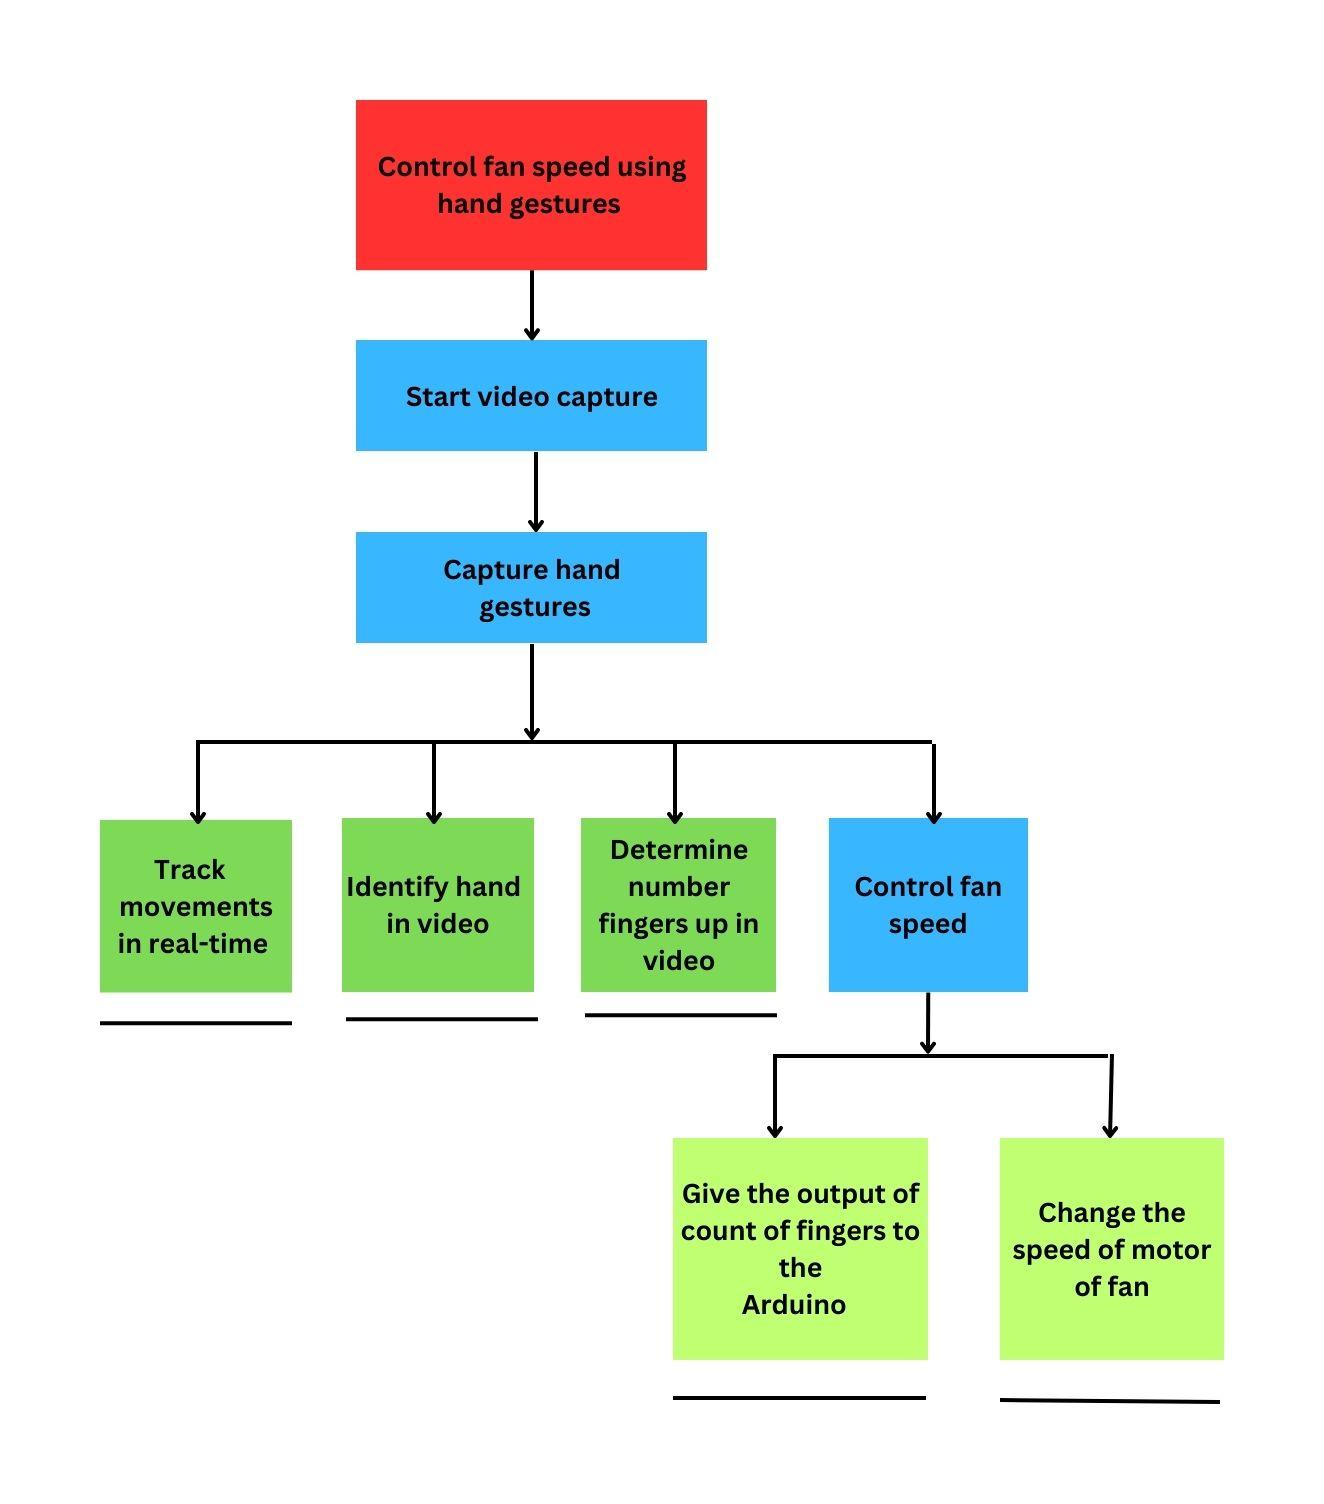 Control fan speed using
hand gestures
Start video capture
Capture hand
gestures
Track
movements
in real-time
Identify hand
in video
Determine
number
fingers up in
video
Control fan
speed
Give the output of
count of fingers to
the
Arduino
Change the
speed of motor
of fan